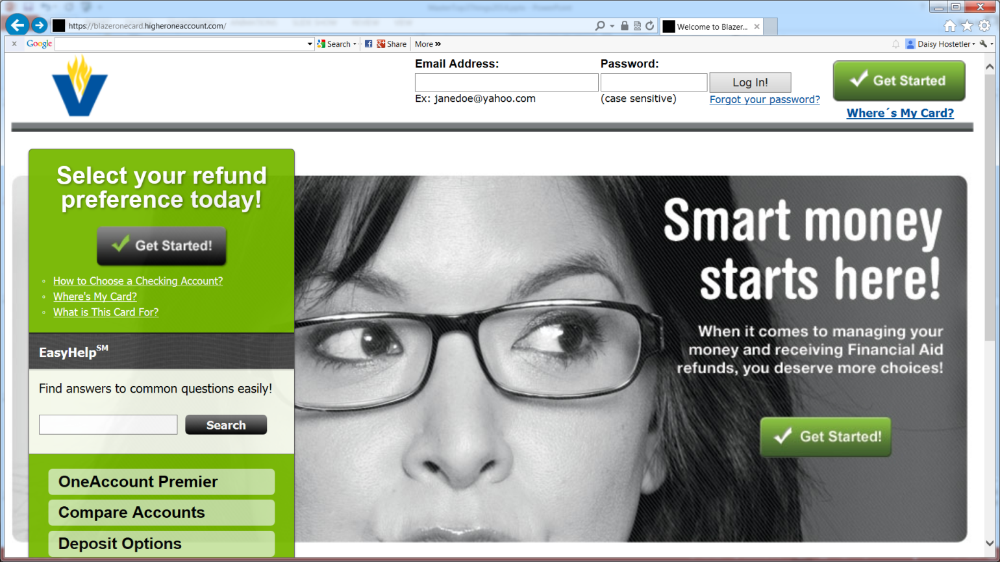 https://blazeronecard.higheroneaccount.com/
Welcome to Blazer...
x Google
Search
Share
More »
Daisy Hostetler
Email Address:
Password:
Log In!
Ex: janedoe@yahoo.com
(case sensitive)
Forgot your password?
Get Started
Where´s My Card?
Select your refund
preference today!
Get Started!
How to Choose a Checking Account?
Where's My Card?
What is This Card For?
EasyHelpSM
Find answers to common questions easily!
Search
OneAccount Premier
Compare Accounts
Deposit Options
Smart money
starts here!
When it comes to managing your
money and receiving Financial Aid
refunds, you deserve more choices!
Get Started!